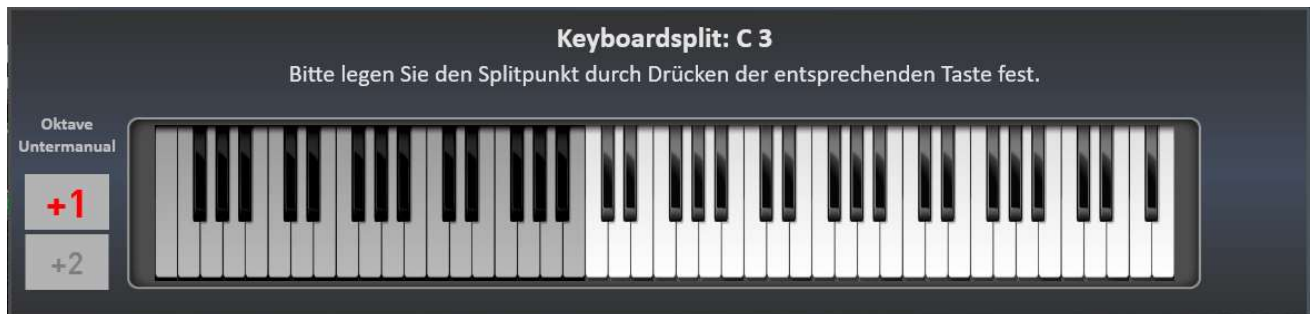 Keyboardsplit: C 3
Bitte legen Sie den Splitpunkt durch Drücken der entsprechenden Taste fest.
Oktave
Untermanual
+1
+2